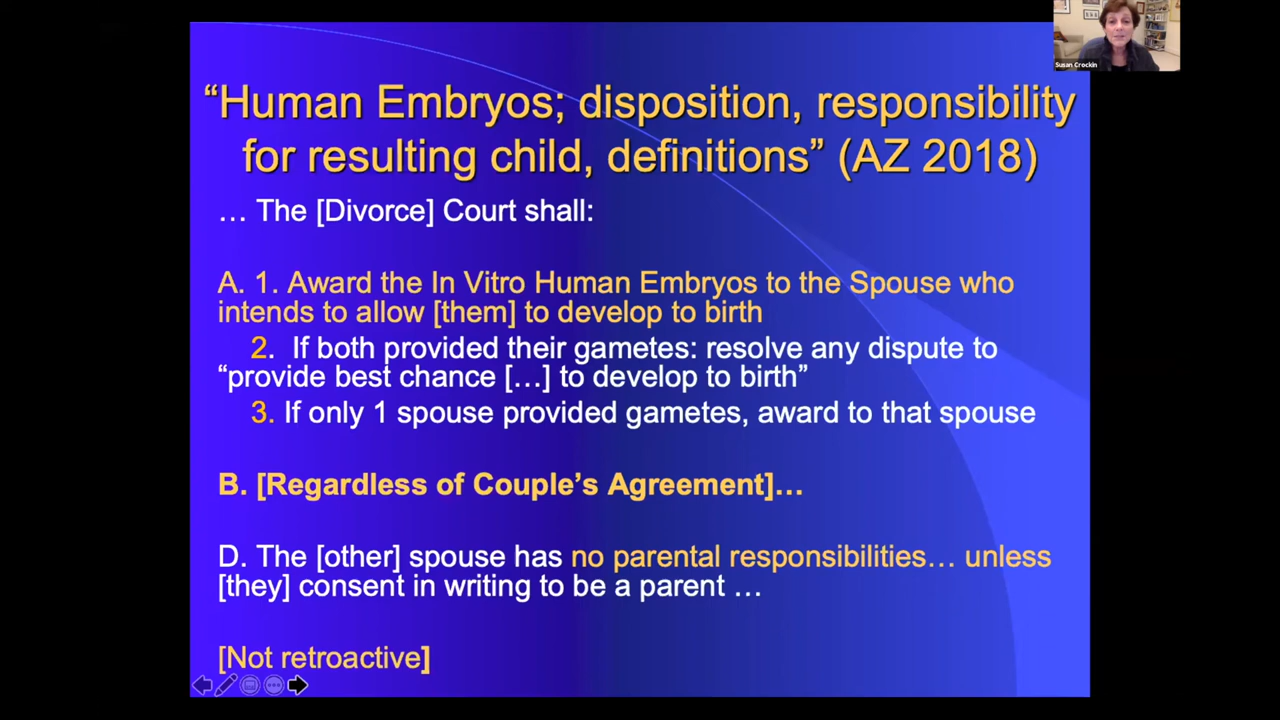 Susan Crockin
“Human Embryos; disposition, responsibility
for resulting child, definitions” (AZ 2018)
… The [Divorce] Court shall:
A. 1. Award the In Vitro Human Embryos to the Spouse who
intends to allow [them] to develop to birth
2. If both provided their gametes: resolve any dispute to
“provide best chance […] to develop to birth”
3. If only 1 spouse provided gametes, award to that spouse
B. [Regardless of Couple’s Agreement]…
D. The [other] spouse has no parental responsibilities… unless
[they] consent in writing to be a parent …
[Not retroactive]